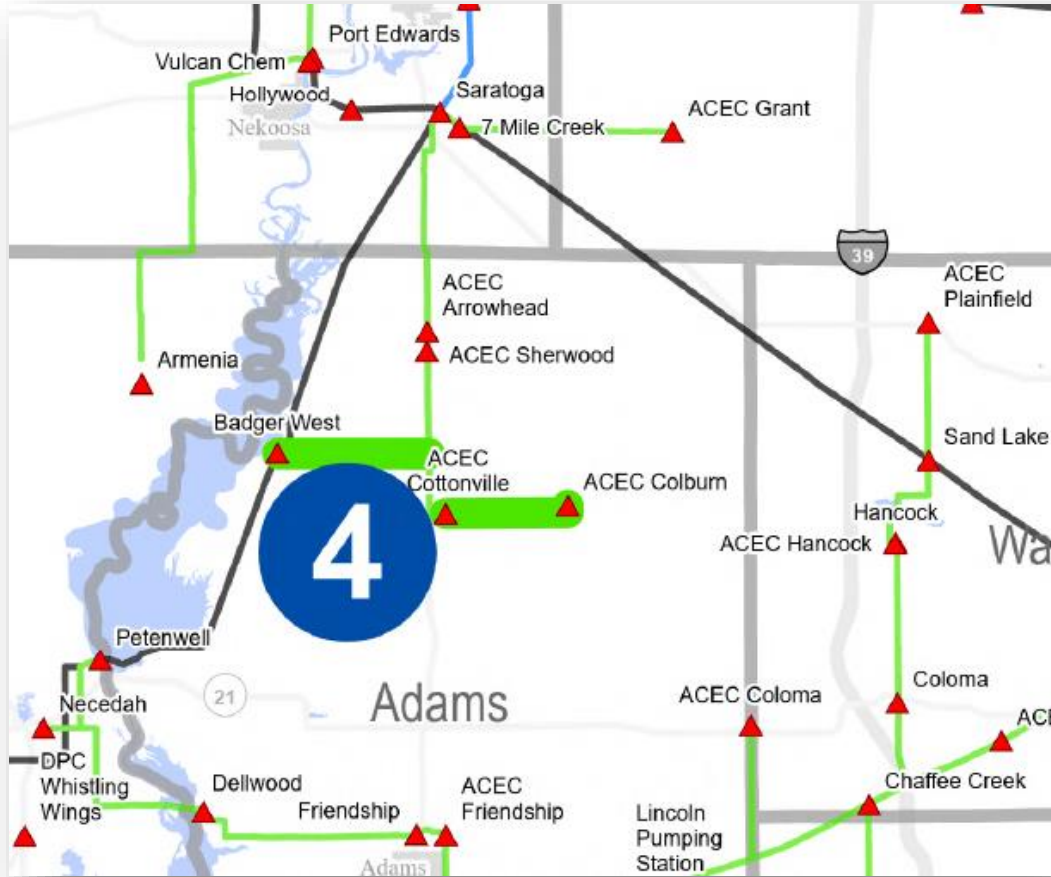 Port Edwards
Vulcan Chem
Hollywood
Saratoga
Nekoosa
7 Mile Creek
ACEC Grant
39
ACEC
Arrowhead
ACEC
Plainfield
ACEC Sherwood
Armenia
Badger West
ACEC
Cottonville
Sand Lake
ACEC Colburn
Hancock
ACEC Hancock
Wa
4
Petenwell
21
Adams
ACEC Coloma
Coloma
Necedah
ACE
DPC
Whistling
Wings
Dellwood
Friendship
ACEC
Friendship
Chaffee Creek
Lincoln
Pumping
Station
Adams